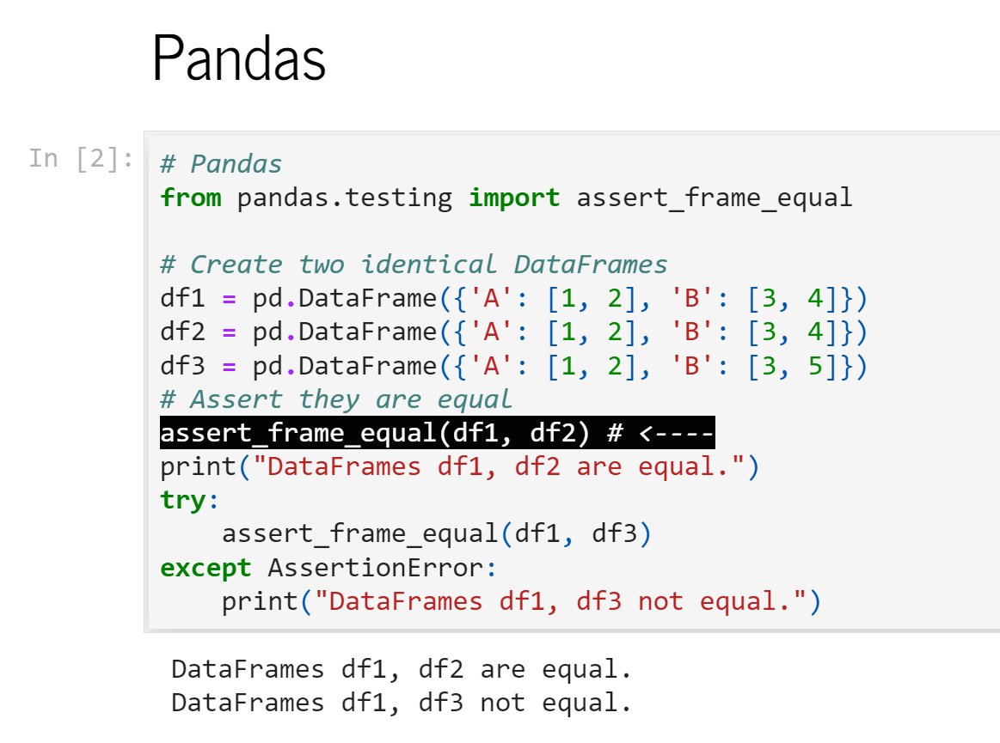 Pandas
In [2]:
# Pandas
from pandas.testing import assert_frame_equal
# Create two identical DataFrames
df1 = pd.DataFrame({'A': [1, 2], 'B': [3, 4]})
df2 = pd.DataFrame({'A': [1, 2], 'B': [3, 4]})
df3 = pd.DataFrame({'A': [1, 2], 'B': [3, 5]})
# Assert they are equal
assert_frame_equal(df1, df2) # <----
print("DataFrames df1, df2 are equal.")
try:
    assert_frame_equal(df1, df3)
except AssertionError:
    print("DataFrames df1, df3 not equal.")
DataFrames df1, df2 are equal.
DataFrames df1, df3 not equal.